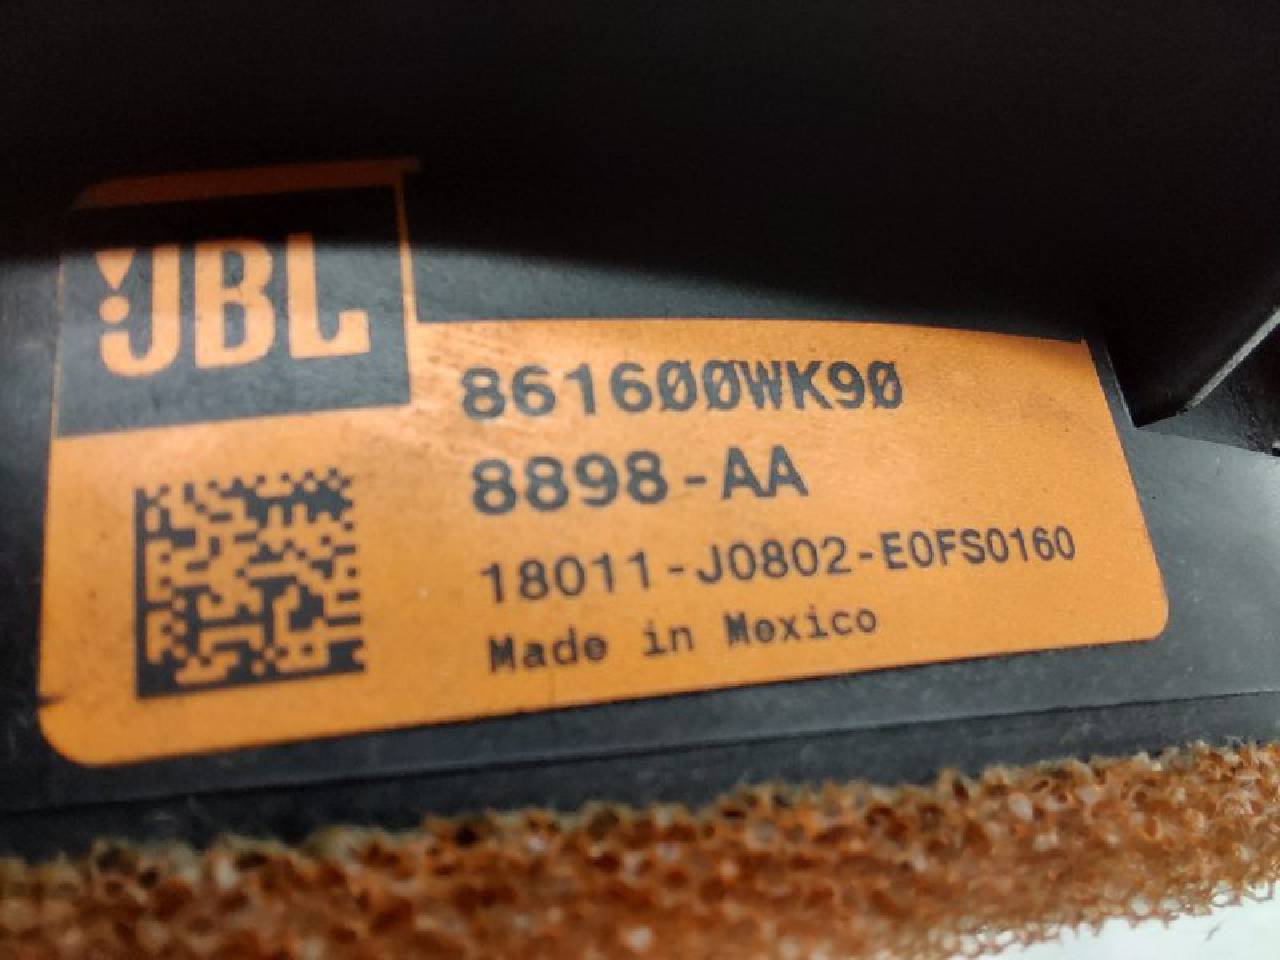 JBL
861600WK90
8898-AA
18011-J0802-E0FS0160
Made in Mexico